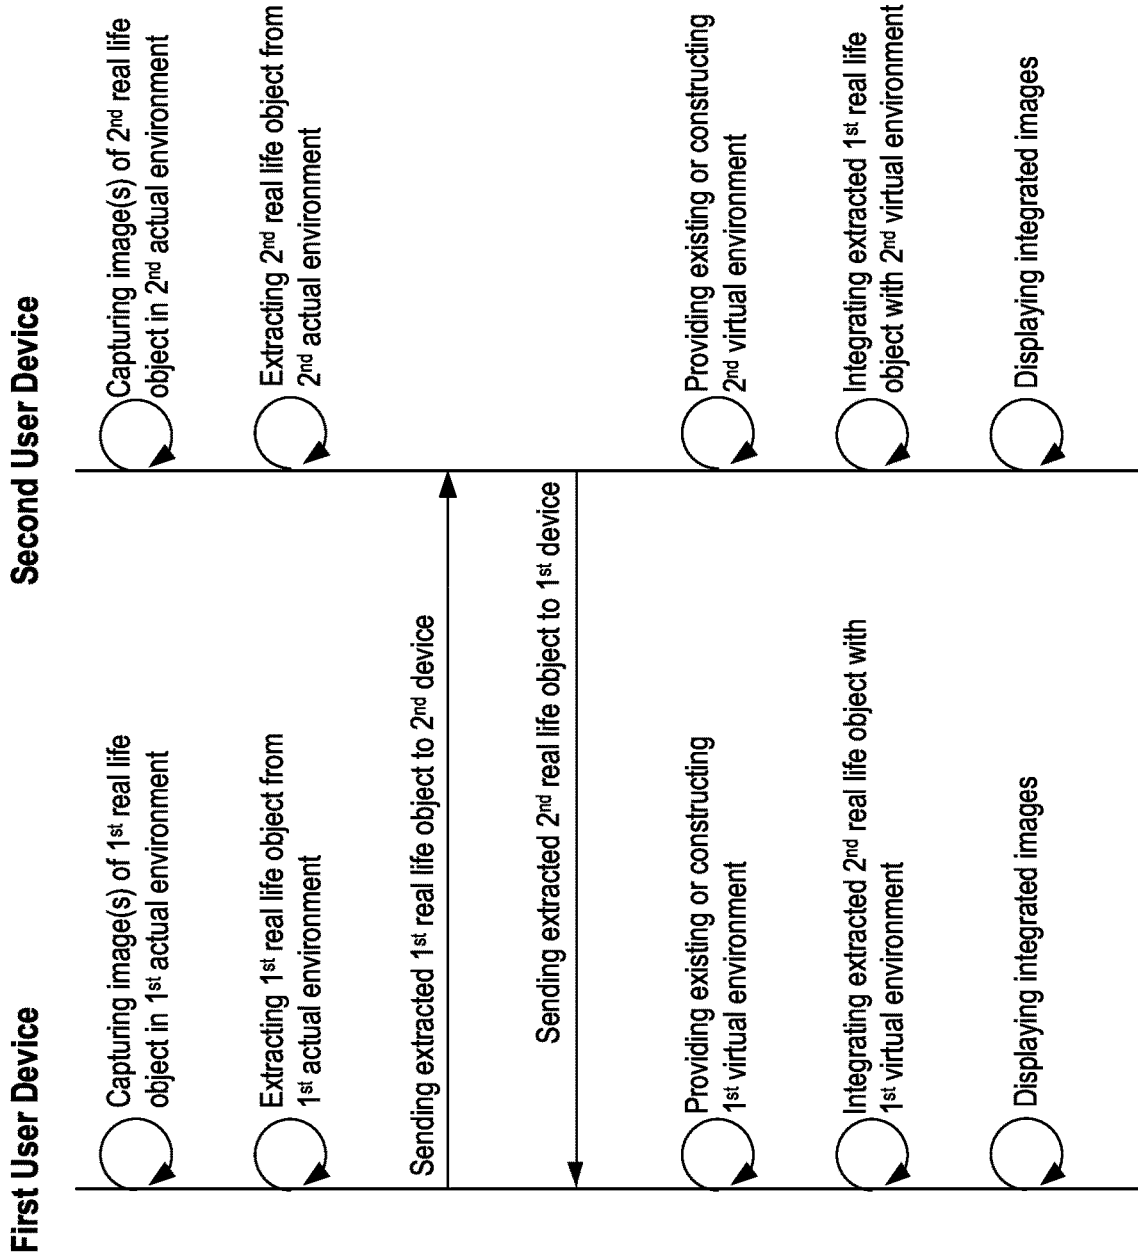 First User Device
Second User Device
Capturing image(s) of 1st real life
object in 1st actual environment
Capturing image(s) of 2nd real life
object in 2nd actual environment
Extracting 1st real life object from
1st actual environment
Extracting 2nd real life object from
2nd actual environment
Sending extracted 1st real life object to 2nd device
Sending extracted 2nd real life object to 1st device
Providing existing or constructing
1st virtual environment
Providing existing or constructing
2nd virtual environment
Integrating extracted 2nd real life object with
1st virtual environment
Integrating extracted 1st real life
object with 2nd virtual environment
Displaying integrated images
Displaying integrated images